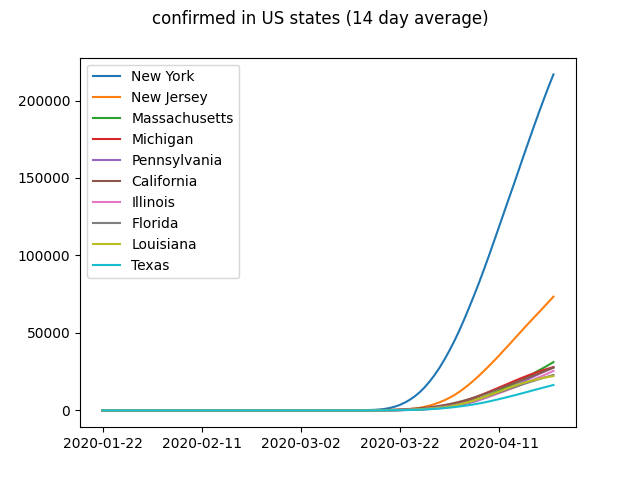 confirmed in US states (14 day average)
New York
New Jersey
Massachusetts
Michigan
Pennsylvania
California
Illinois
Florida
Louisiana
Texas
200000
150000
100000
50000
0
2020-01-22 2020-02-11 2020-03-02 2020-03-22 2020-04-11